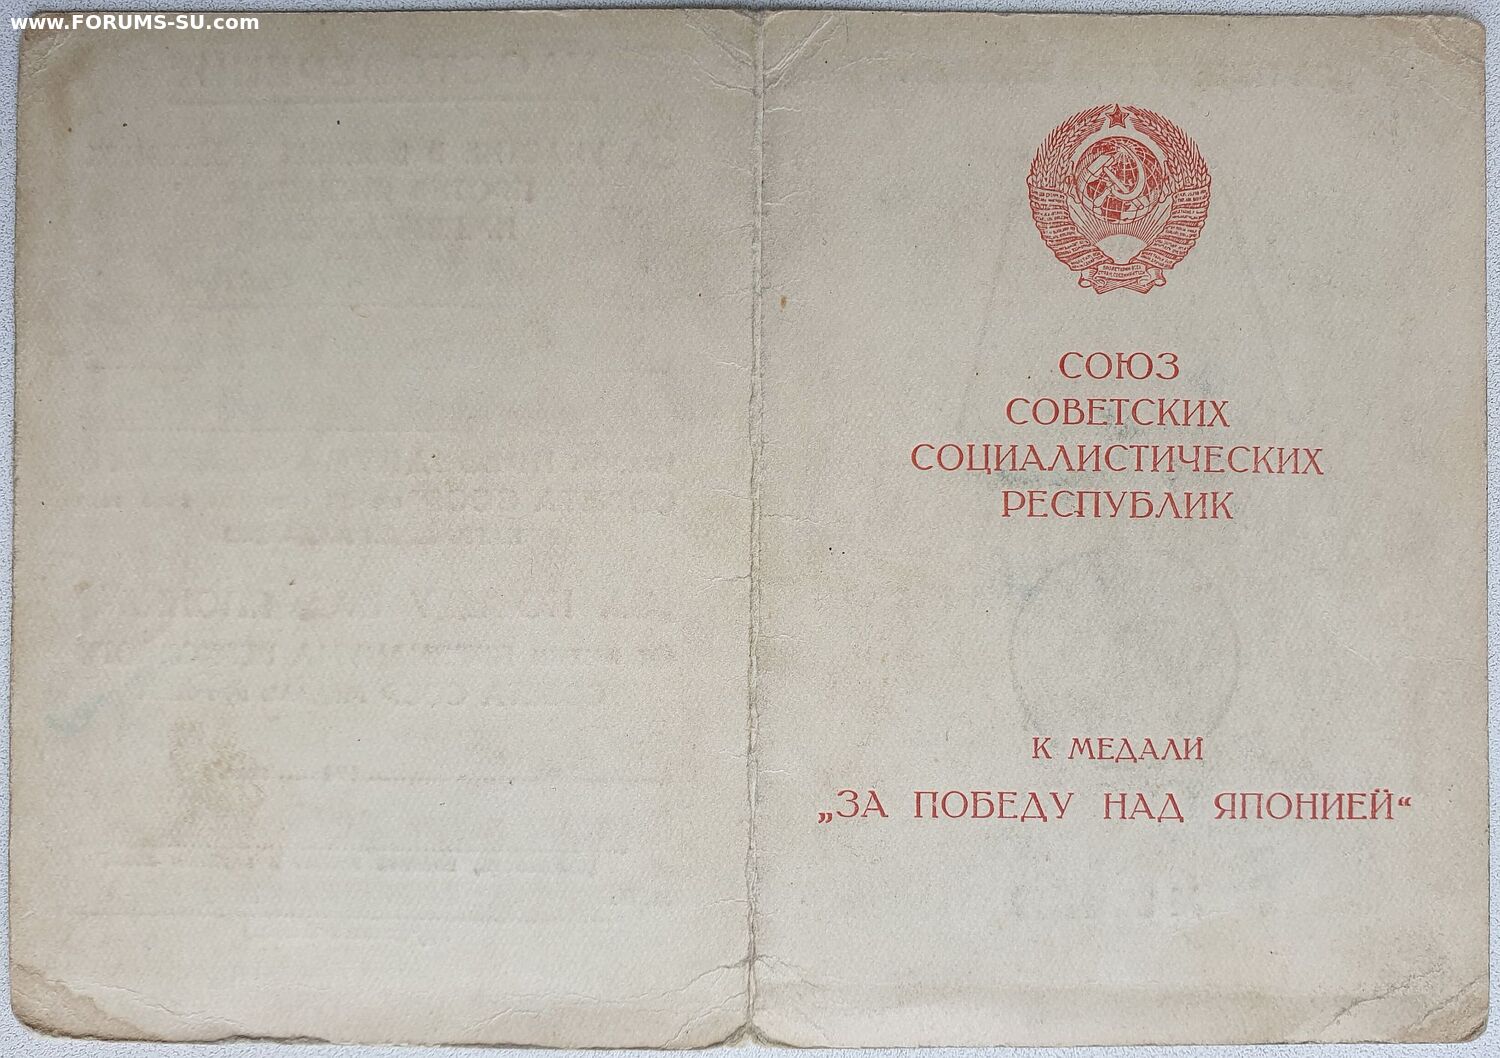 www.FORUMS-SU.com
СОЮЗ
СОВЕТСКИХ
СОЦИАЛИСТИЧЕСКИХ
РЕСПУБЛИК
К МЕДАЛИ
„ЗА ПОБЕДУ НАД ЯПОНИЕЙ“